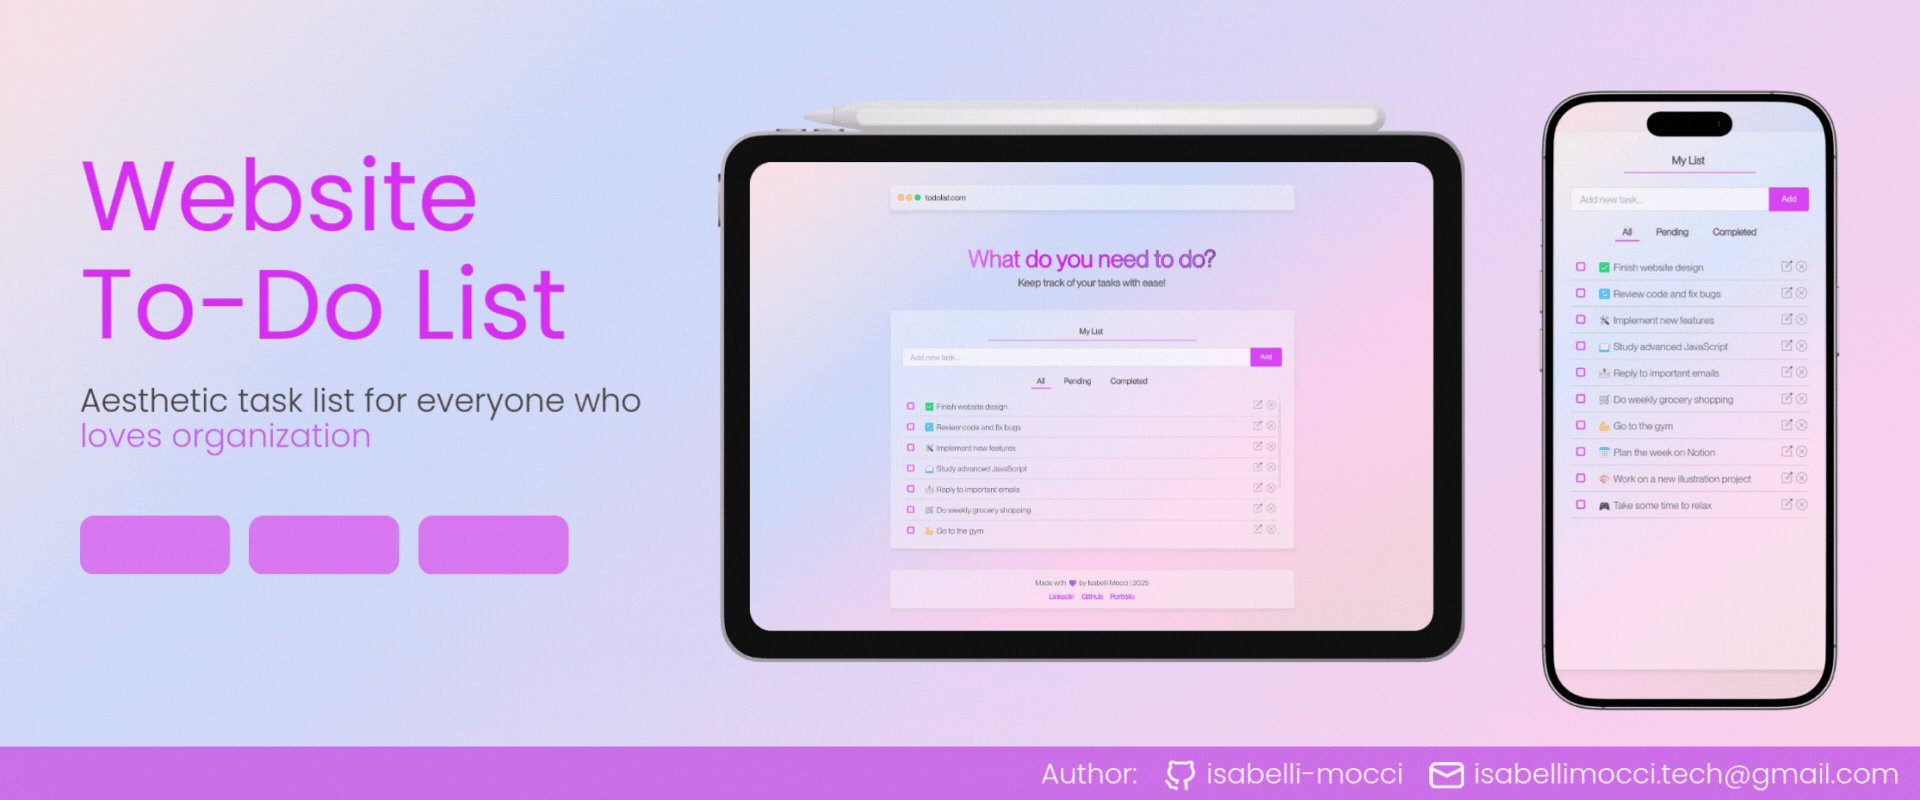 Website
To-Do List
Aesthetic task list for everyone who
loves organization
todolist.com
What do you need to do?
Keep track of your tasks with ease!
My List
Add new task...
Add
All Pending Completed
Finish website design
Review code and fix bugs
Implement new features
Study advanced JavaScript
Reply to important emails
Do weekly grocery shopping
Go to the gym
Made with 💜 by Isabelli Mocci | 2025
LinkedIn GitHub Portfolio
My List
Add new task...
Add
All Pending Completed
Finish website design
Review code and fix bugs
Implement new features
Study advanced JavaScript
Reply to important emails
Do weekly grocery shopping
Go to the gym
Plan the week on Notion
Work on a new illustration project
Take some time to relax
Author: isabelli-mocci isabellimocci.tech@gmail.com